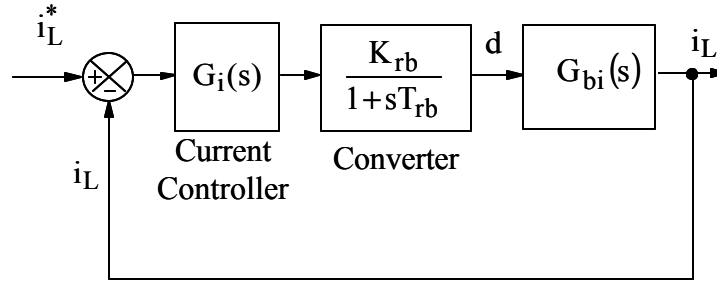 i*L
+
−
Gi(s)
Krb
1+sTrb
d
Gbi(s)
iL
Current
Controller
Converter
iL